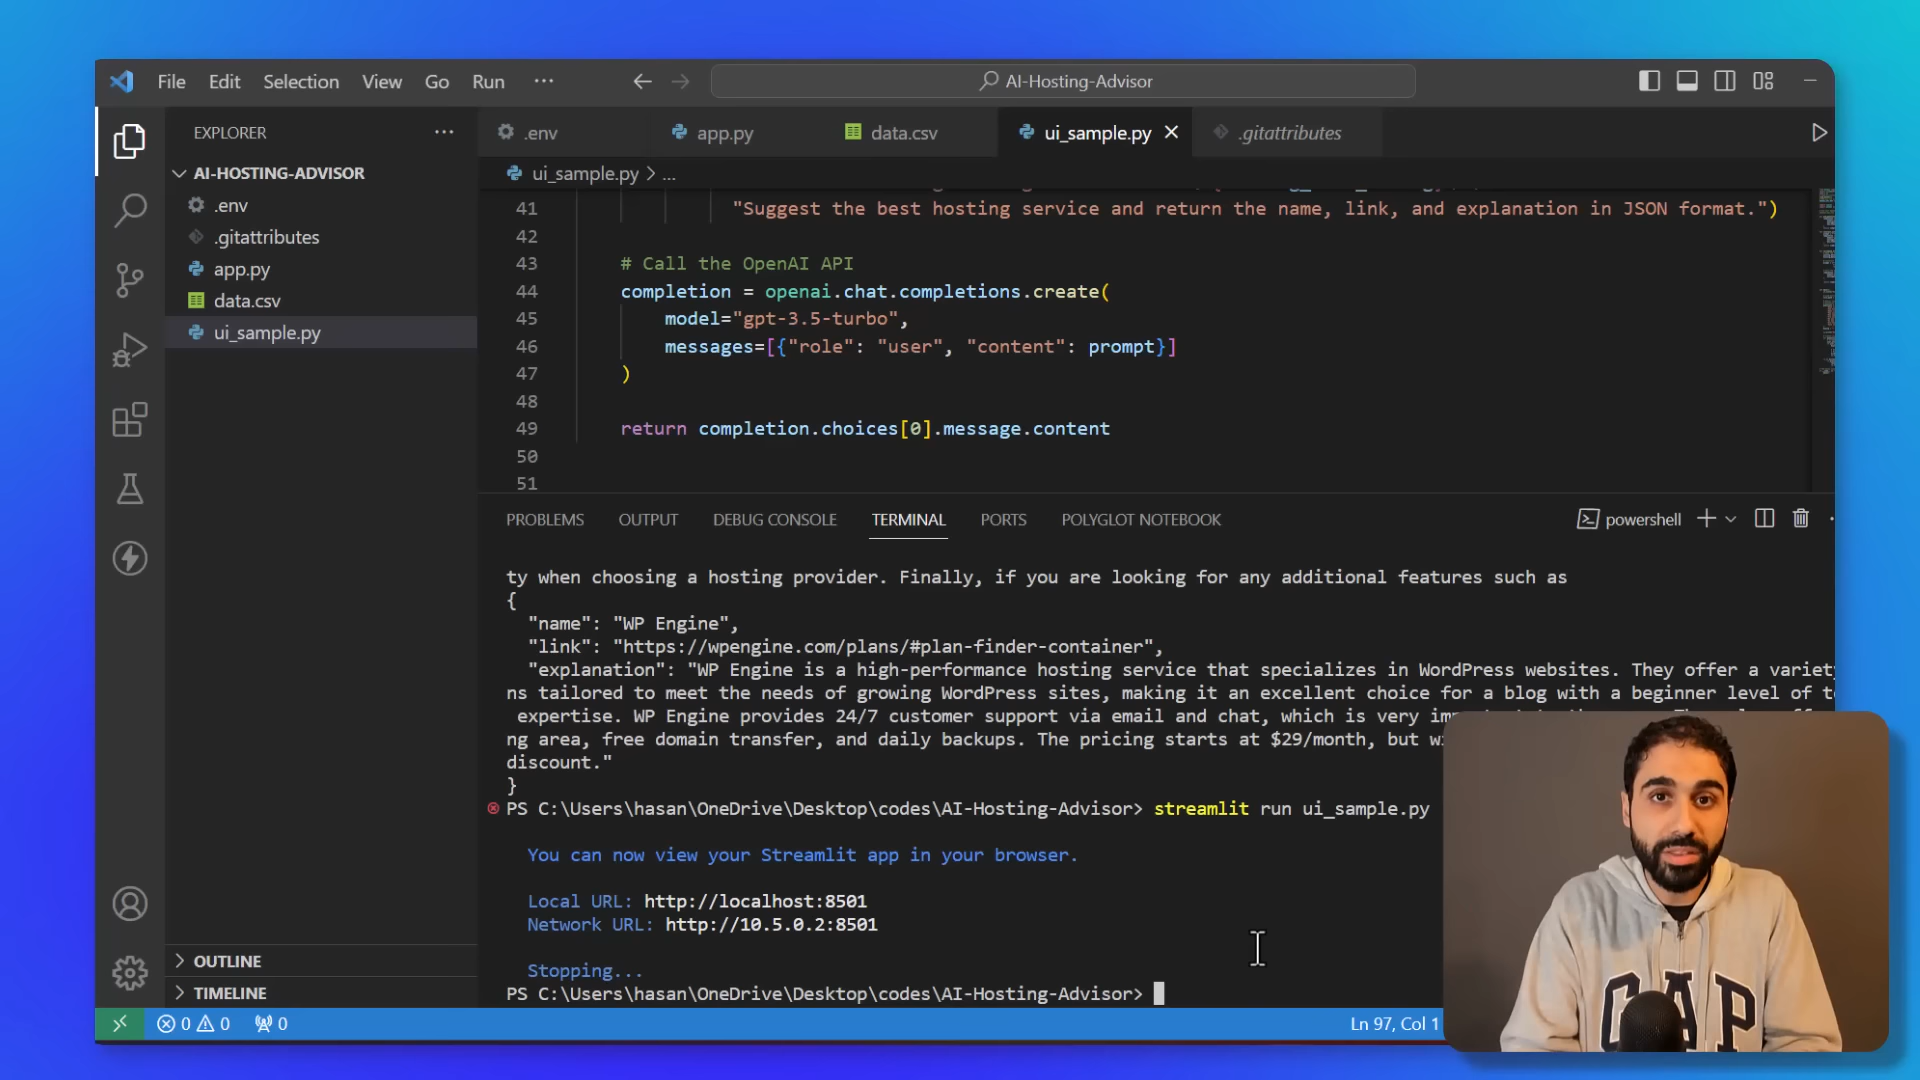 File Edit Selection View Go Run ... AI-Hosting-Advisor
EXPLORER ...
.env app.py data.csv ui_sample.py .gitattributes
AI-HOSTING-ADVISOR
.env
.gitattributes
app.py
data.csv
ui_sample.py
OUTLINE
TIMELINE
ui_sample.py > ...
41 "Suggest the best hosting service and return the name, link, and explanation in JSON format.")
42
43 # Call the OpenAI API
44 completion = openai.chat.completions.create(
45 model="gpt-3.5-turbo",
46 messages=[{"role": "user", "content": prompt}]
47 )
48
49 return completion.choices[0].message.content
50
51
PROBLEMS OUTPUT DEBUG CONSOLE TERMINAL PORTS POLYGLOT NOTEBOOK powershell
ty when choosing a hosting provider. Finally, if you are looking for any additional features such as
{
"name": "WP Engine",
"link": "https://wpengine.com/plans/#plan-finder-container",
"explanation": "WP Engine is a high-performance hosting service that specializes in WordPress websites. They offer a variety
ns tailored to meet the needs of growing WordPress sites, making it an excellent choice for a blog with a beginner level of
expertise. WP Engine provides 24/7 customer support via email and chat, which is very
ng area, free domain transfer, and daily backups. The pricing starts at $29/month, but
discount."
}
PS C:\Users\hasan\OneDrive\Desktop\codes\AI-Hosting-Advisor> streamlit run ui_sample.py
You can now view your Streamlit app in your browser.
Local URL: http://localhost:8501
Network URL: http://10.5.0.2:8501
Stopping...
PS C:\Users\hasan\OneDrive\Desktop\codes\AI-Hosting-Advisor>
0 0 0 Ln 97, Col 1
GAP